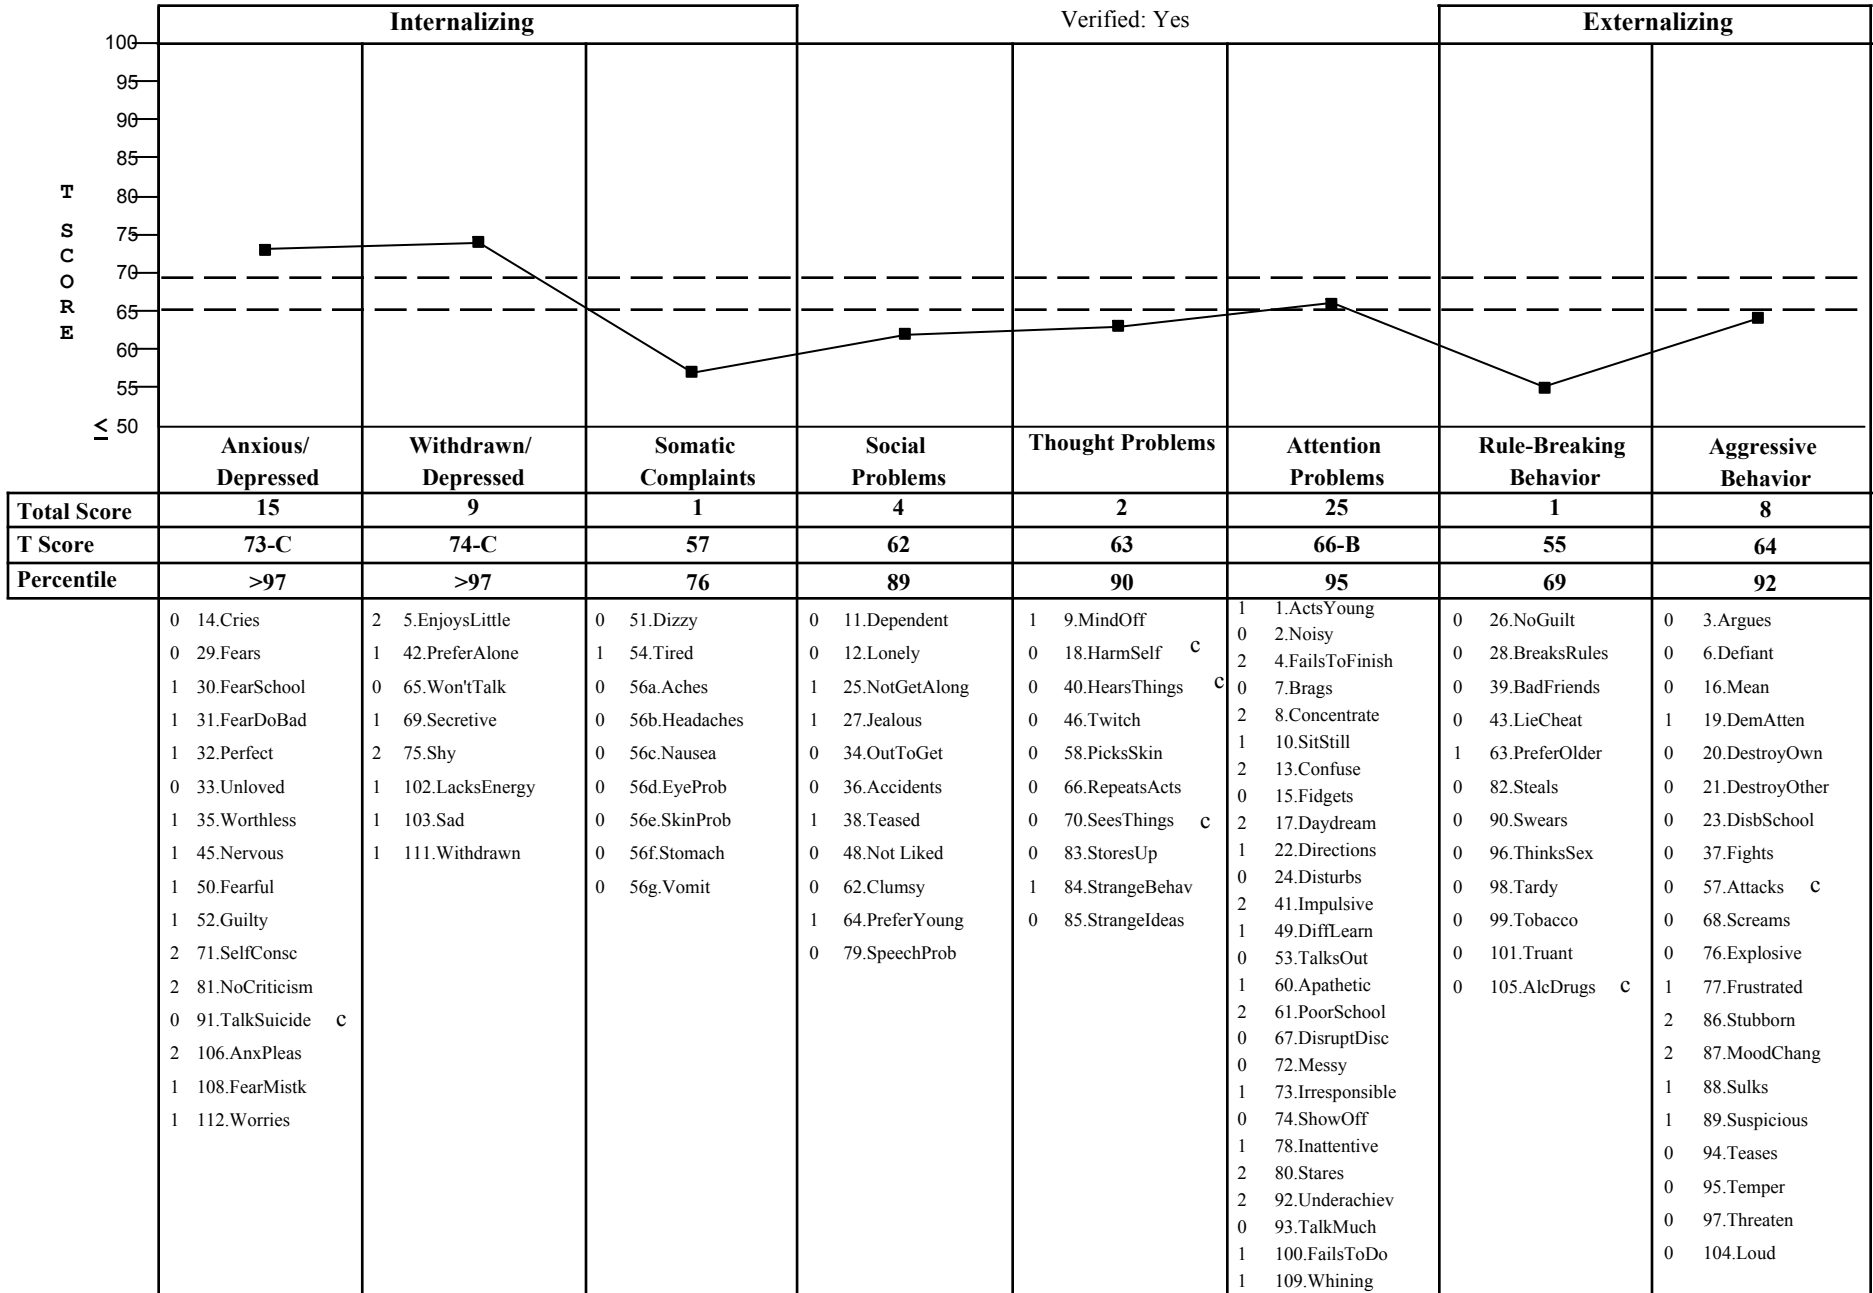 Internalizing
Verified: Yes
Externalizing
100
95
90
85
80
75
70
65
60
55
≤ 50
T SCORE
Anxious/ Depressed
Withdrawn/ Depressed
Somatic Complaints
Social Problems
Thought Problems
Attention Problems
Rule-Breaking Behavior
Aggressive Behavior
Total Score 15 9 1 4 2 25 1 8
T Score 73-C 74-C 57 62 63 66-B 55 64
Percentile >97 >97 76 89 90 95 69 92
0 14.Cries
0 29.Fears
1 30.FearSchool
1 31.FearDoBad
1 32.Perfect
0 33.Unloved
1 35.Worthless
1 45.Nervous
1 50.Fearful
1 52.Guilty
2 71.SelfConsc
2 81.NoCriticism
0 91.TalkSuicide c
2 106.AnxPleas
1 108.FearMistk
1 112.Worries
2 5.EnjoysLittle
1 42.PreferAlone
0 65.Won'tTalk
1 69.Secretive
2 75.Shy
1 102.LacksEnergy
1 103.Sad
1 111.Withdrawn
0 51.Dizzy
1 54.Tired
0 56a.Aches
0 56b.Headaches
0 56c.Nausea
0 56d.EyeProb
0 56e.SkinProb
0 56f.Stomach
0 56g.Vomit
0 11.Dependent
0 12.Lonely
1 25.NotGetAlong
1 27.Jealous
0 34.OutToGet
0 36.Accidents
1 38.Teased
0 48.Not Liked
0 62.Clumsy
1 64.PreferYoung
0 79.SpeechProb
1 9.MindOff
0 18.HarmSelf c
0 40.HearsThings c
0 46.Twitch
0 58.PicksSkin
0 66.RepeatsActs
0 70.SeesThings c
0 83.StoresUp
1 84.StrangeBehav
0 85.StrangeIdeas
1 1.ActsYoung
0 2.Noisy
2 4.FailsToFinish
0 7.Brags
2 8.Concentrate
1 10.SitStill
2 13.Confuse
0 15.Fidgets
2 17.Daydream
1 22.Directions
0 24.Disturbs
2 41.Impulsive
1 49.DiffLearn
0 53.TalksOut
1 60.Apathetic
2 61.PoorSchool
0 67.DisruptDisc
0 72.Messy
1 73.Irresponsible
0 74.ShowOff
1 78.Inattentive
2 80.Stares
2 92.Underachiev
0 93.TalkMuch
1 100.FailsToDo
1 109.Whining
0 26.NoGuilt
0 28.BreaksRules
0 39.BadFriends
0 43.LieCheat
1 63.PreferOlder
0 82.Steals
0 90.Swears
0 96.ThinksSex
0 98.Tardy
0 99.Tobacco
0 101.Truant
0 105.AlcDrugs c
0 3.Argues
0 6.Defiant
0 16.Mean
1 19.DemAtten
0 20.DestroyOwn
0 21.DestroyOther
0 23.DisbSchool
0 37.Fights
0 57.Attacks c
0 68.Screams
0 76.Explosive
1 77.Frustrated
2 86.Stubborn
2 87.MoodChang
1 88.Sulks
1 89.Suspicious
0 94.Teases
0 95.Temper
0 97.Threaten
0 104.Loud